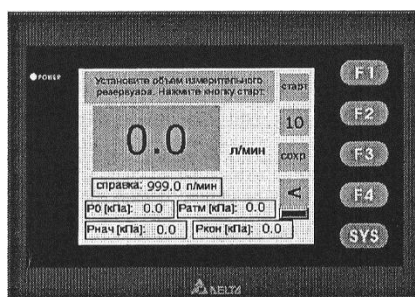 POWER
Установите объем измерительного
резервуара. Нажмите кнопку старт
0.0
л/мин
справка: 999.0 л/мин
P0 [кПа]: 0.0 Pатм [кПа]: 0.0
Pнач [кПа]: 0.0 Pкон [кПа]: 0.0
старт
10
сохр
<
F1
F2
F3
F4
SYS
DELTA